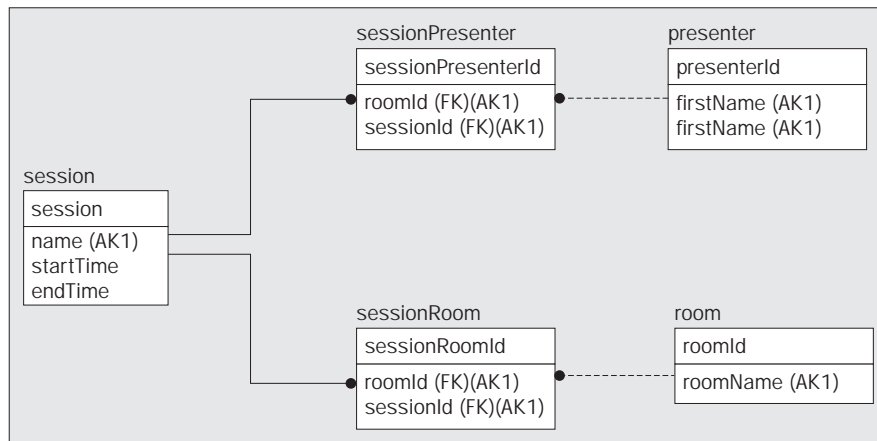 sessionPresenter
sessionPresenterId
roomId (FK)(AK1)
sessionId (FK)(AK1)
presenter
presenterId
firstName (AK1)
firstName (AK1)
session
session
name (AK1)
startTime
endTime
sessionRoom
sessionRoomId
roomId (FK)(AK1)
sessionId (FK)(AK1)
room
roomId
roomName (AK1)